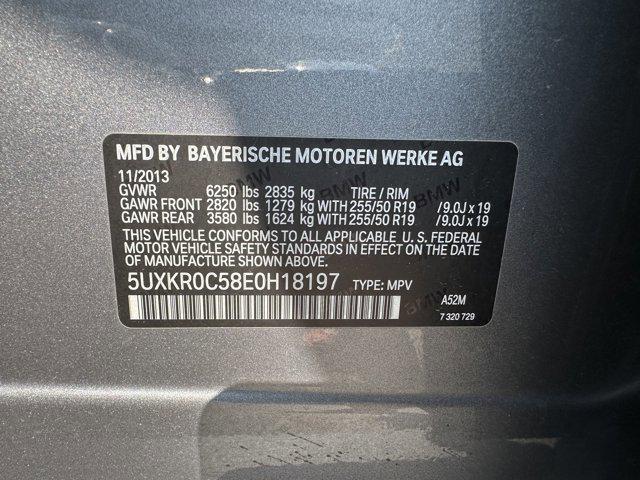 MFD BY BAYERISCHE MOTOREN WERKE AG
11/2013
GVWR 6250 lbs 2835 kg TIRE / RIM
GAWR FRONT 2820 lbs 1279 kg WITH 255/50 R19 /9.0J x 19
GAWR REAR 3580 lbs 1624 kg WITH 255/50 R19 /9.0J x 19
THIS VEHICLE CONFORMS TO ALL APPLICABLE U.S. FEDERAL
MOTOR VEHICLE SAFETY STANDARDS IN EFFECT ON THE DATE
OF MANUFACTURE SHOWN ABOVE.
5UXKR0C58E0H18197 TYPE: MPV
A52M
7 320 729